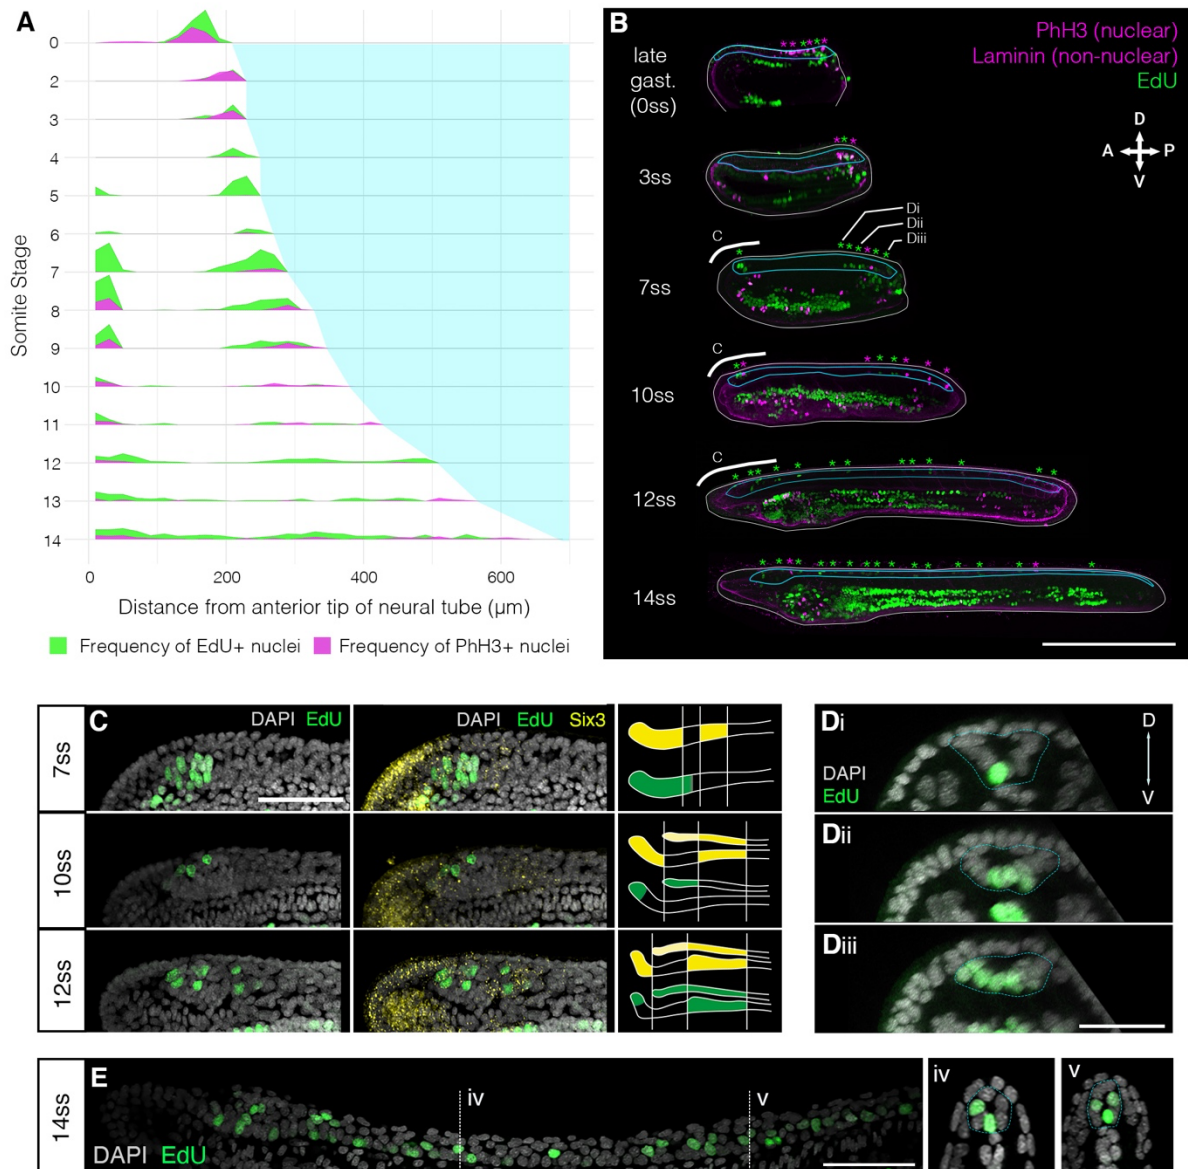 A
0
2
3
4
5
6
7
8
9
10
11
12
13
14
Somite Stage
0 200 400 600
Distance from anterior tip of neural tube (µm)
Frequency of EdU+ nuclei Frequency of PhH3+ nuclei
B
PhH3 (nuclear)
Laminin (non-nuclear)
EdU
D
A P
V
late
gast.
(0ss)
******
3ss
***
Di
Dii
Diii
C
7ss
* ******
C
10ss
** ******
C
12ss
14ss
7ss
C
DAPI EdU
DAPI EdU Six3
10ss
12ss
Di
DAPI
EdU
D
V
Dii
Diii
14ss
E
DAPI EdU
iv
v
iv
v